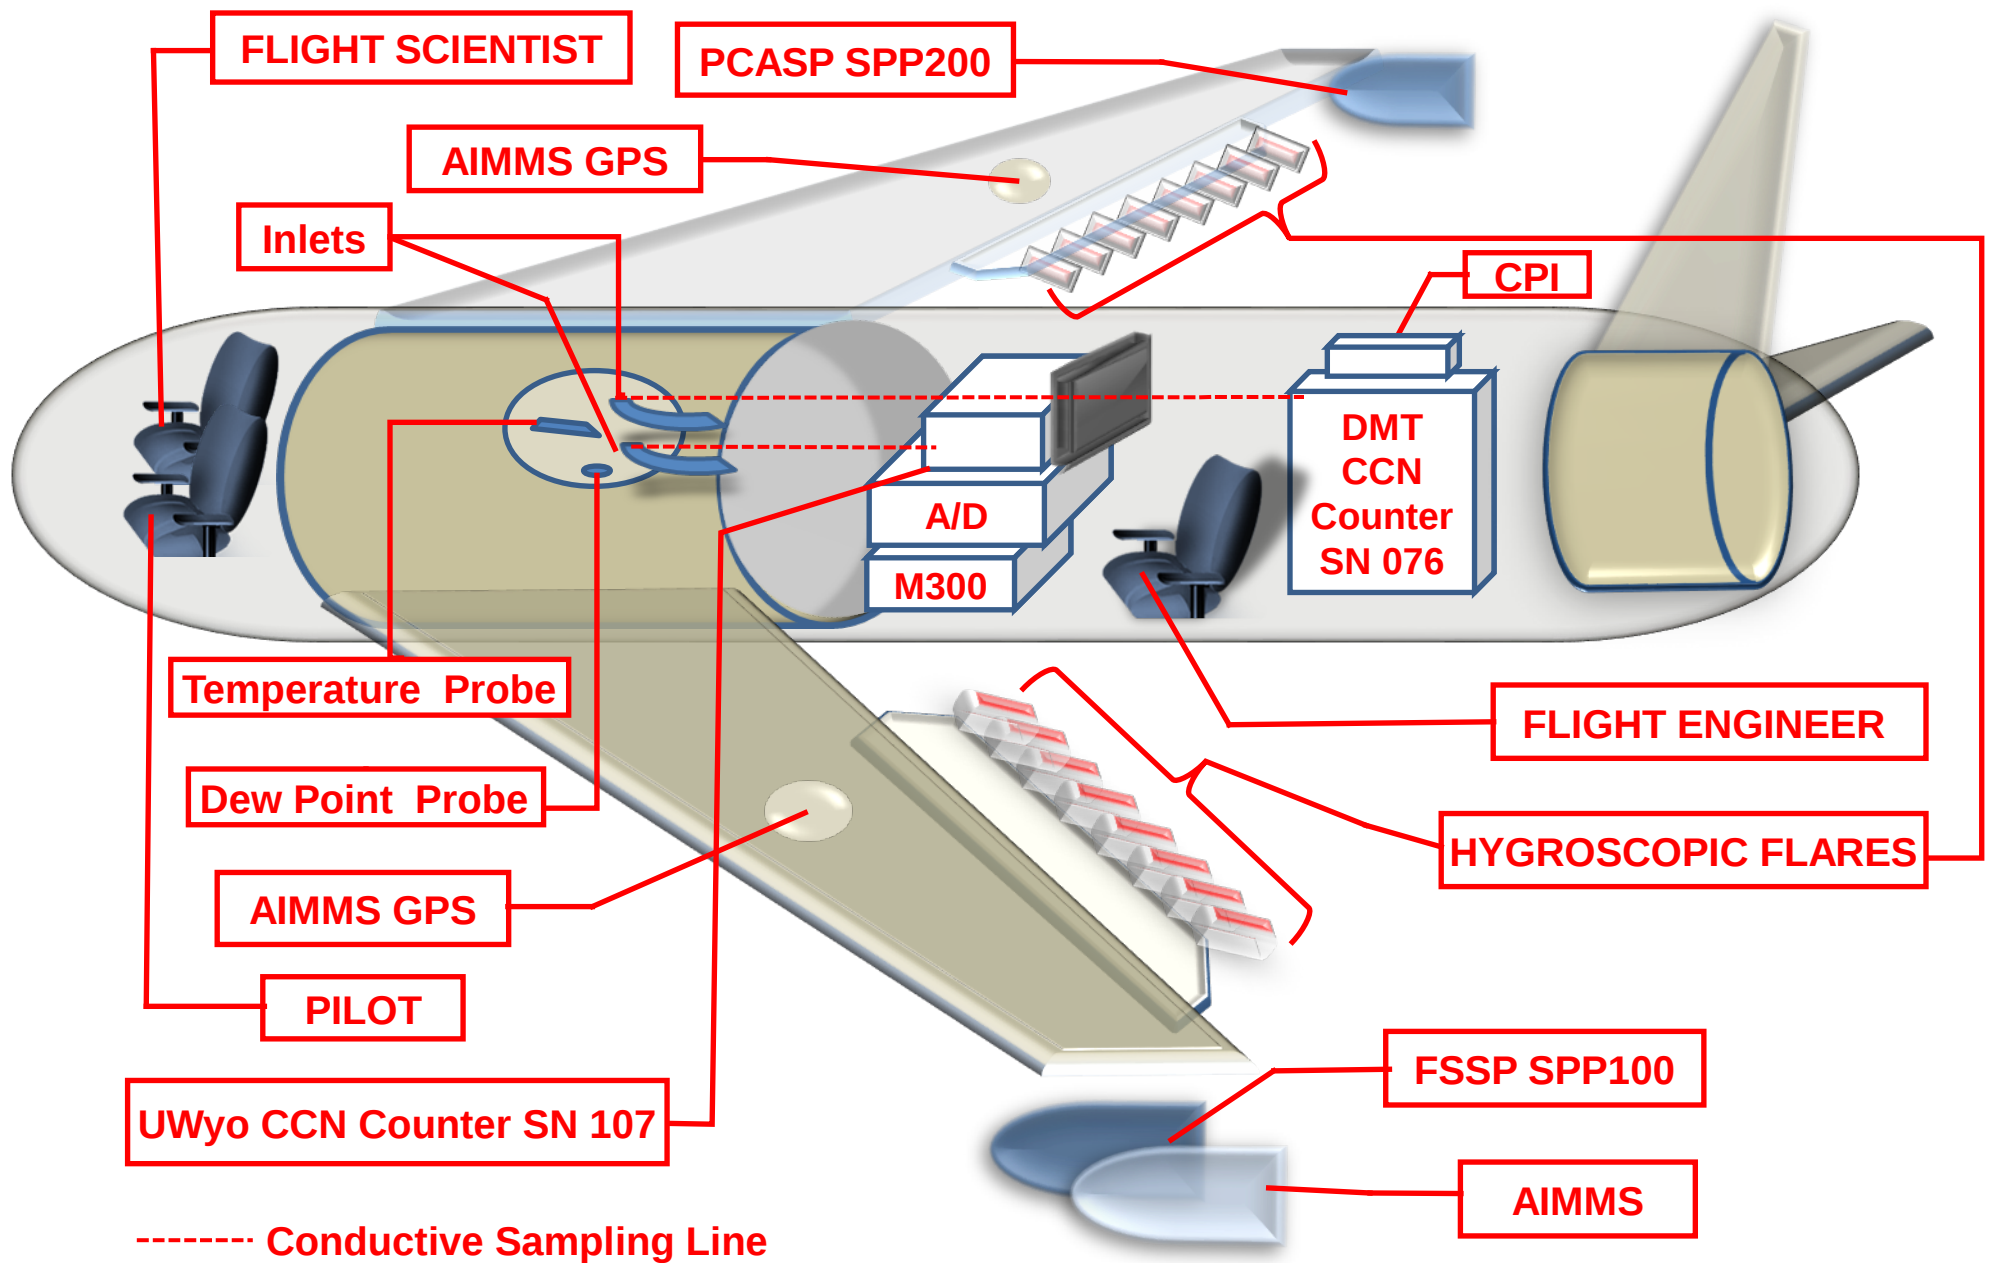 FLIGHT SCIENTIST
PCASP SPP200
AIMMS GPS
Inlets
CPI
DMT
CCN
Counter
SN 076
A/D
M300
Temperature Probe
FLIGHT ENGINEER
Dew Point Probe
HYGROSCOPIC FLARES
AIMMS GPS
PILOT
FSSP SPP100
UWyo CCN Counter SN 107
AIMMS
Conductive Sampling Line